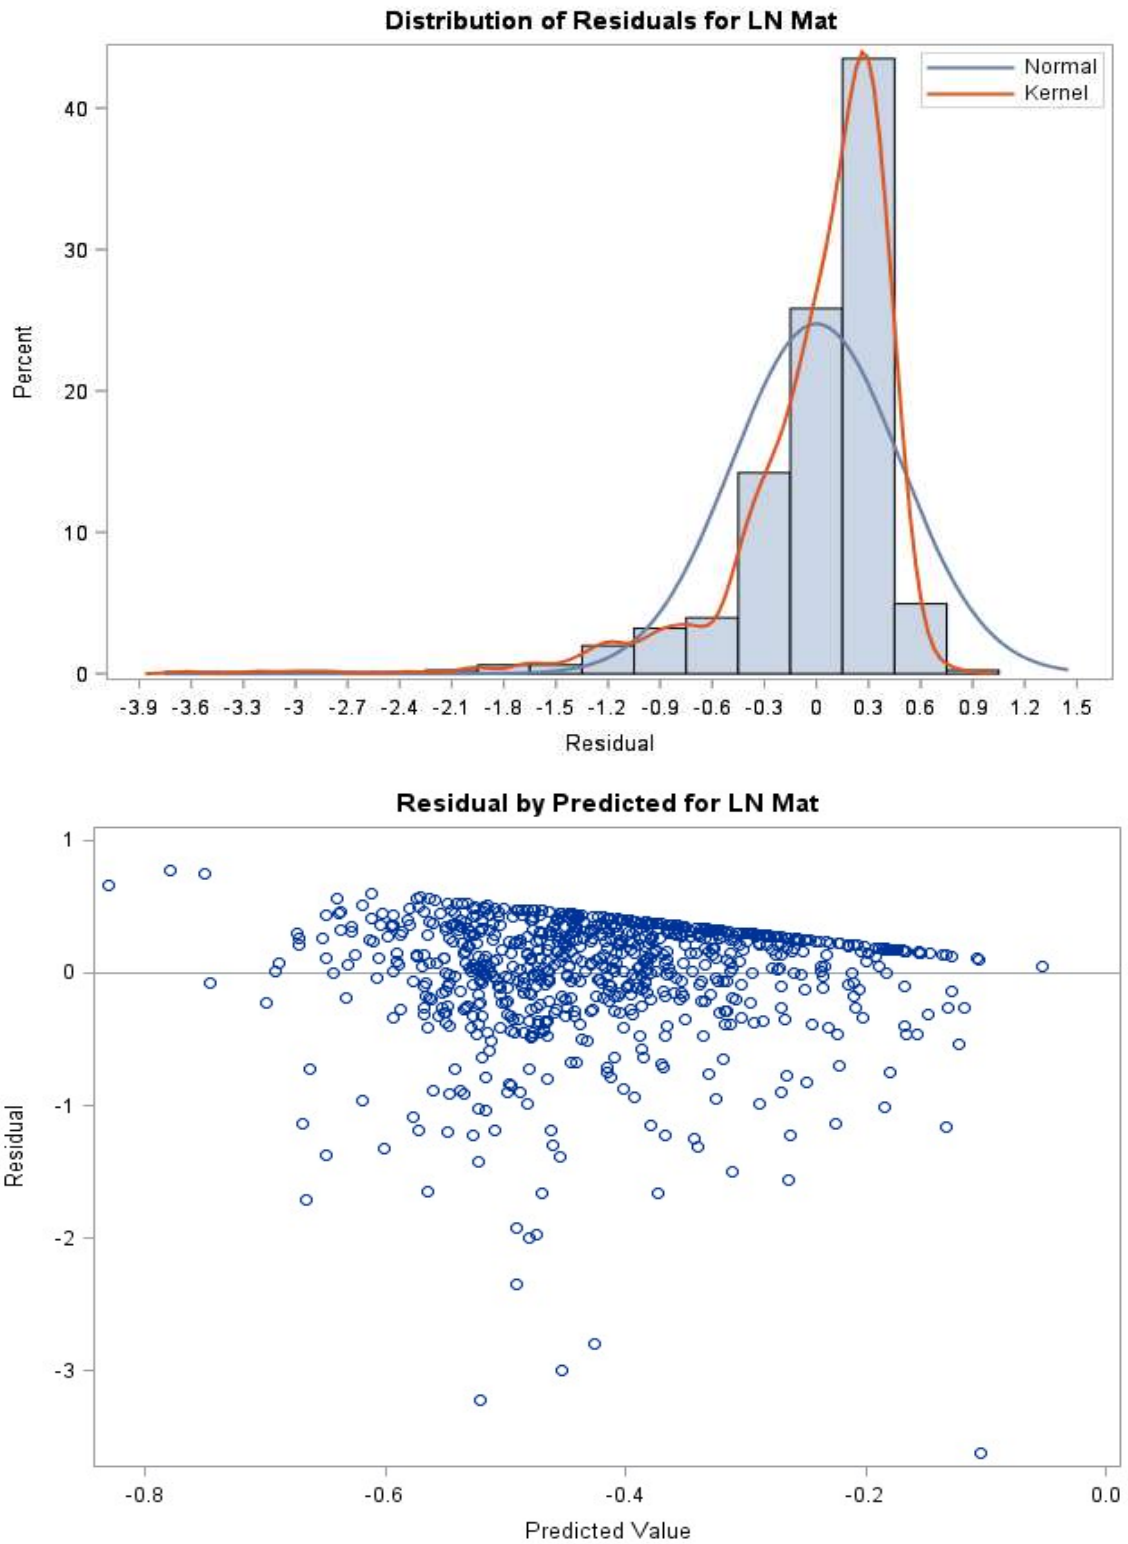 Distribution of Residuals for LN Mat
Normal
Kernel
40
30
20
10
0
Percent
-3.9 -3.6 -3.3 -3 -2.7 -2.4 -2.1 -1.8 -1.5 -1.2 -0.9 -0.6 -0.3 0 0.3 0.6 0.9 1.2 1.5
Residual
Residual by Predicted for LN Mat
1
0
-1
-2
-3
Residual
-0.8 -0.6 -0.4 -0.2 0.0
Predicted Value